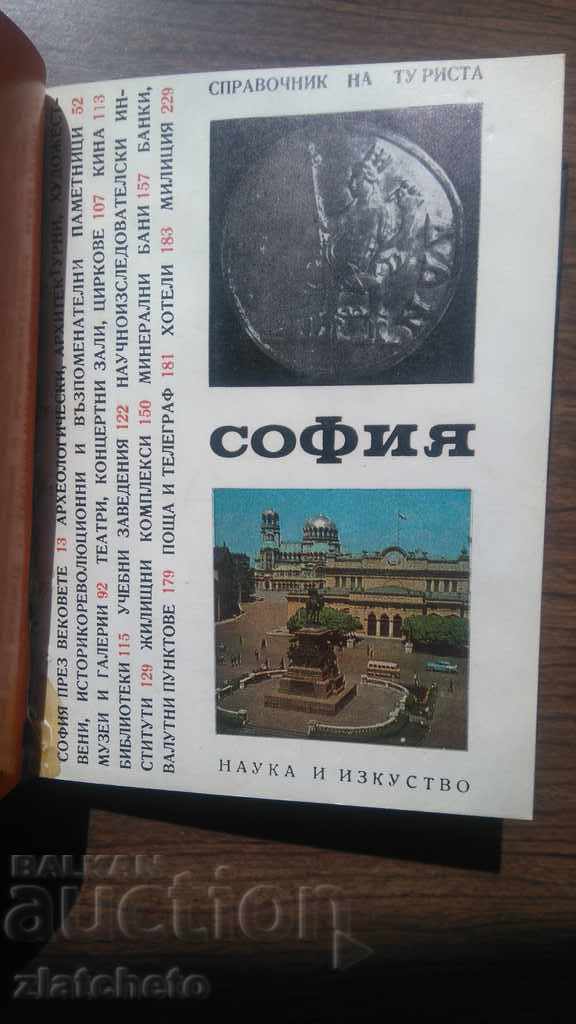 СПРАВОЧНИК НА ТУРИСТА
СОФИЯ
НАУКА И ИЗКУСТВО
СОФИЯ ПРЕЗ ВЕКОВЕТЕ 13 АРХЕОЛОГИЧЕСКИ, АРХИТЕКТУРНИ, ХУДОЖЕСТ-
ВЕНИ, ИСТОРИКОРЕВОЛЮЦИОННИ И ВЪЗПОМЕНАТЕЛНИ ПАМЕТНИЦИ 52
МУЗЕИ И ГАЛЕРИИ 92 ТЕАТРИ, КОНЦЕРТНИ ЗАЛИ, ЦИРКОВЕ 107 КИНА 113
БИБЛИОТЕКИ 115 УЧЕБНИ ЗАВЕДЕНИЯ 122 НАУЧНОИЗСЛЕДОВАТЕЛСКИ ИН-
СТИТУТИ 129 ЖИЛИЩНИ КОМПЛЕКСИ 150 МИНЕРАЛНИ БАНИ 157 БАНКИ,
ВАЛУТНИ ПУНКТОВЕ 179 ПОЩА И ТЕЛЕГРАФ 181 ХОТЕЛИ 183 МИЛИЦИЯ 229
BALKAN
auction
zlatcheto